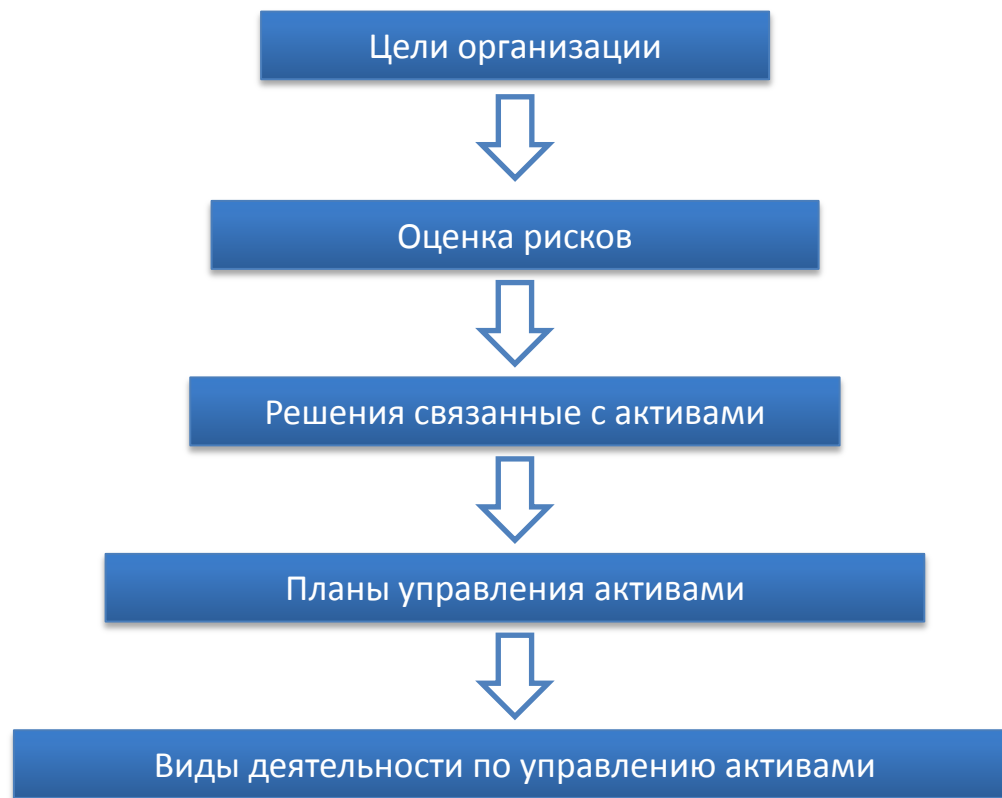 Цели организации
Оценка рисков
Решения связанные с активами
Планы управления активами
Виды деятельности по управлению активами